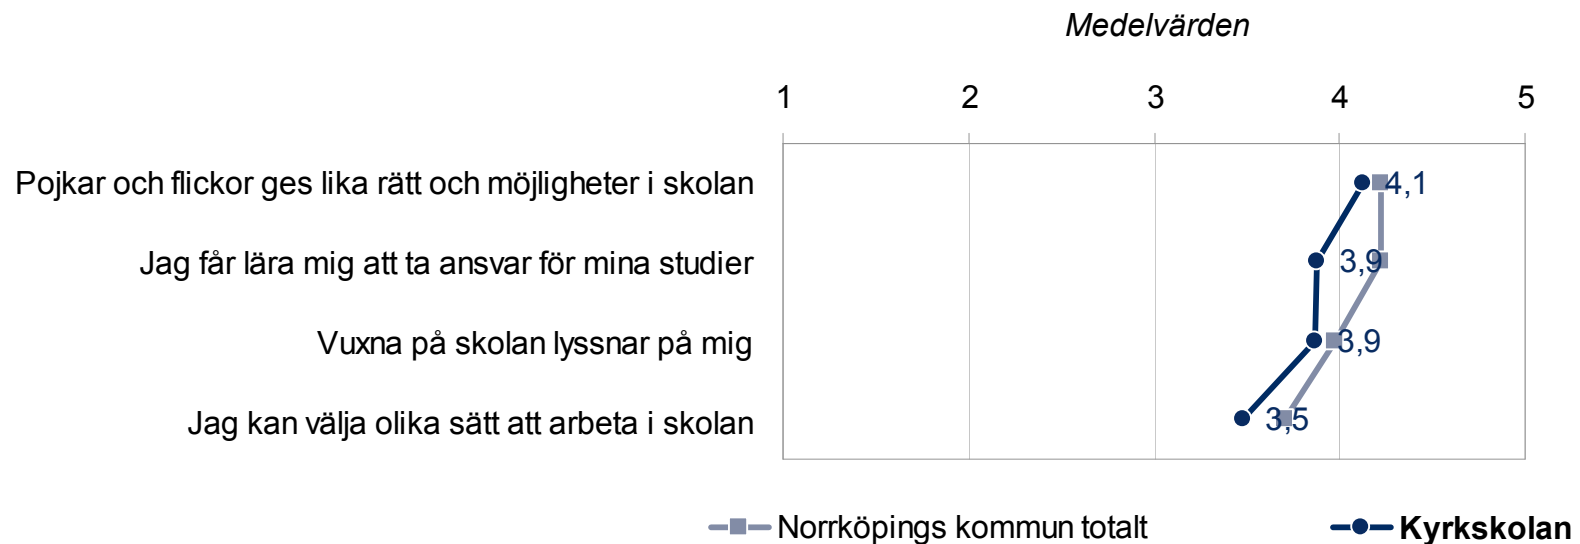 Medelvärden
1 2 3 4 5
Pojkar och flickor ges lika rätt och möjligheter i skolan 4,1
Jag får lära mig att ta ansvar för mina studier 3,9
Vuxna på skolan lyssnar på mig 3,9
Jag kan välja olika sätt att arbeta i skolan 3,5
Norrköpings kommun totalt Kyrkskolan